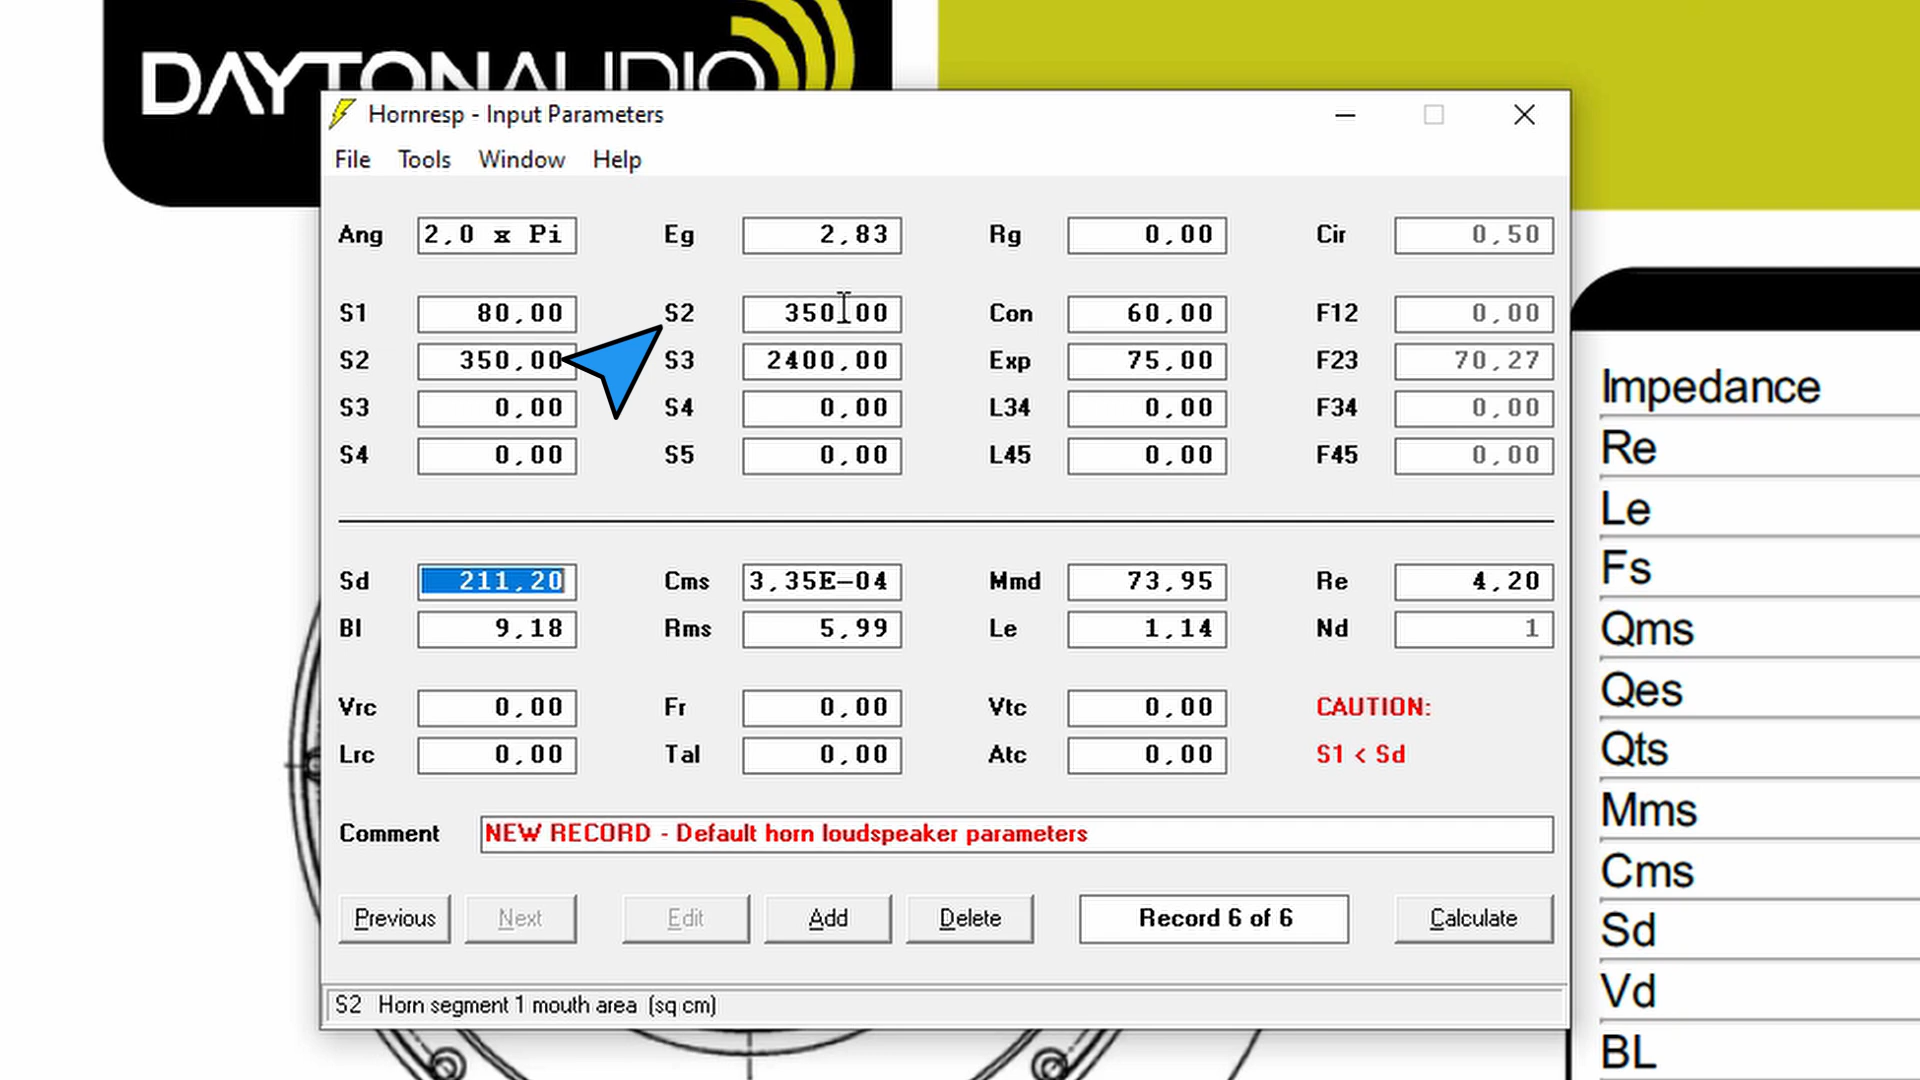 DAYTON AUDIO
Hornresp - Input Parameters
File Tools Window Help
Ang 2,0 x Pi Eg 2,83 Rg 0,00 Cir 0,50
S1 80,00 S2 350,00 Con 60,00 F12 0,00
S2 350,00 S3 2400,00 Exp 75,00 F23 70,27
S3 0,00 S4 0,00 L34 0,00 F34 0,00
S4 0,00 S5 0,00 L45 0,00 F45 0,00
Sd 211,20 Cms 3,35E-04 Mmd 73,95 Re 4,20
Bl 9,18 Rms 5,99 Le 1,14 Nd 1
Vrc 0,00 Fr 0,00 Vtc 0,00 CAUTION:
Lrc 0,00 Tal 0,00 Atc 0,00 S1 < Sd
Comment NEW RECORD - Default horn loudspeaker parameters
Previous Next Edit Add Delete Record 6 of 6 Calculate
S2 Horn segment 1 mouth area (sq cm)
Impedance
Re
Le
Fs
Qms
Qes
Qts
Mms
Cms
Sd
Vd
BL